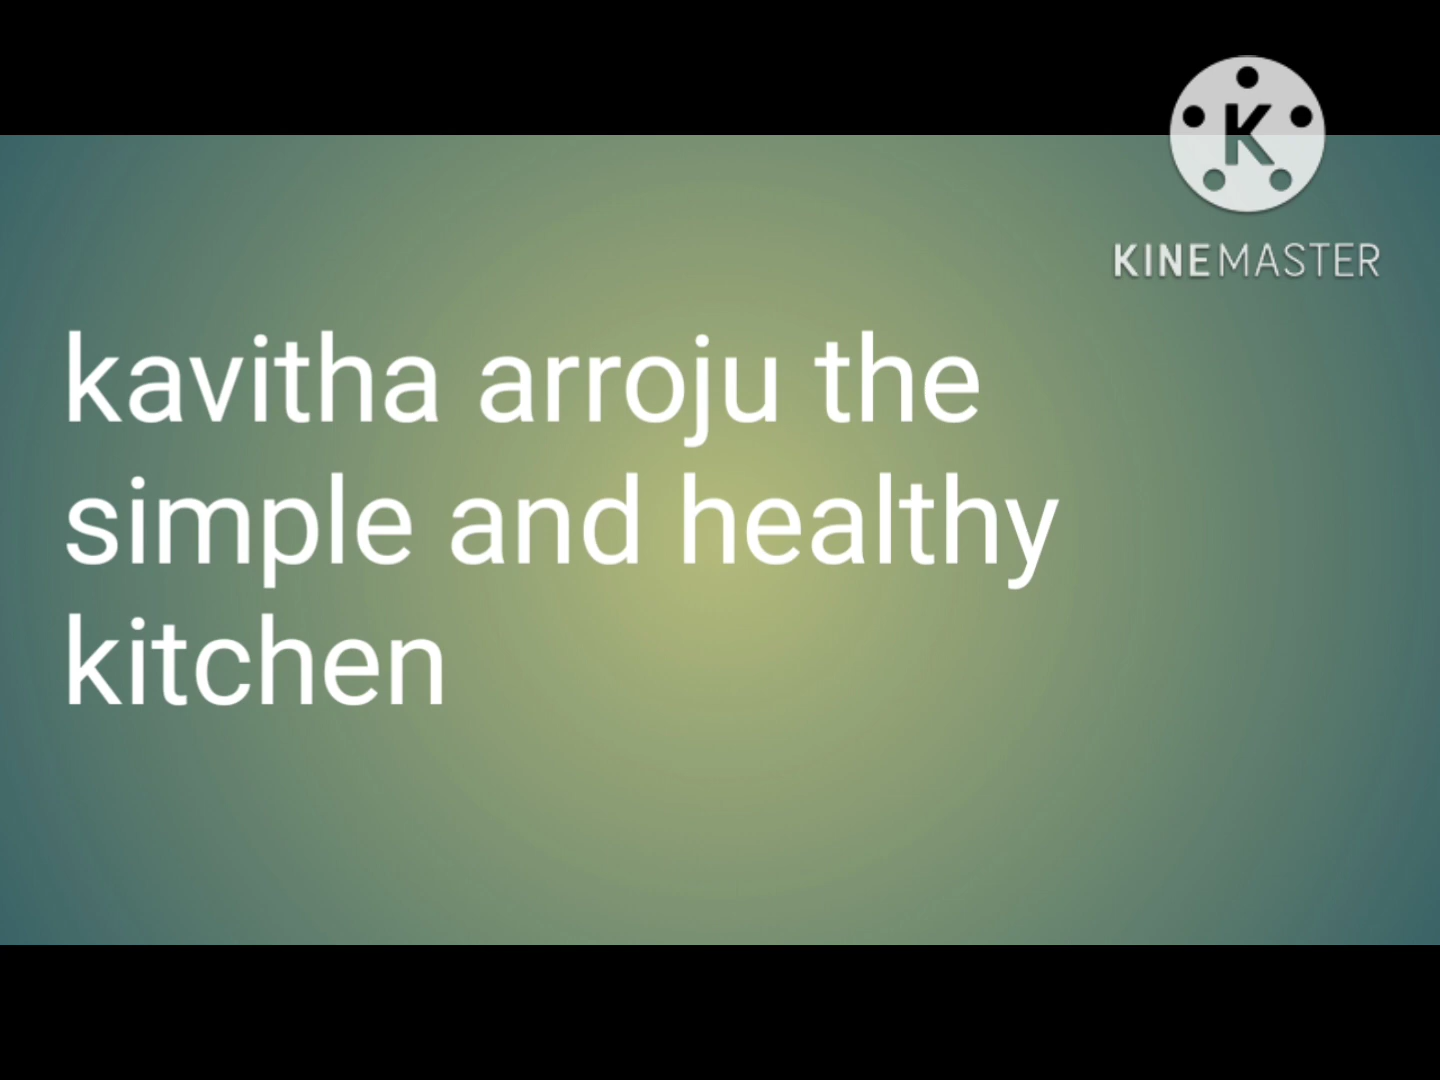 K
KINEMASTER
kavitha arroju the
simple and healthy
kitchen